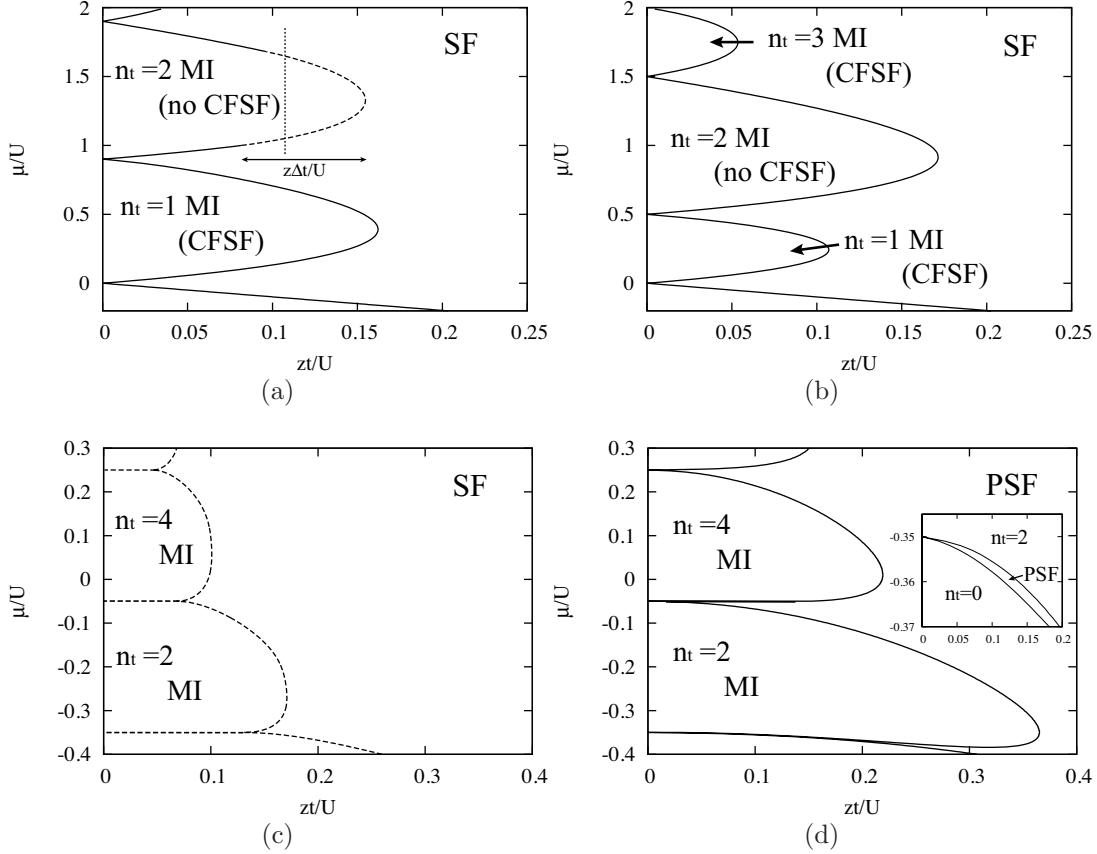 2
1.5
1
0.5
0
μ/U
0
0.05
0.1
0.15
0.2
0.25
zt/U
SF
nt =2 MI
(no CFSF)
zΔt/U
nt =1 MI
(CFSF)
(a)
2
1.5
1
0.5
0
μ/U
0
0.05
0.1
0.15
0.2
0.25
zt/U
SF
nt =3 MI
(CFSF)
nt =2 MI
(no CFSF)
nt =1 MI
(CFSF)
(b)
0.3
0.2
0.1
0
-0.1
-0.2
-0.3
-0.4
μ/U
0
0.1
0.2
0.3
0.4
zt/U
SF
nt =4
MI
nt =2
MI
(c)
0.3
0.2
0.1
0
-0.1
-0.2
-0.3
-0.4
μ/U
0
0.1
0.2
0.3
0.4
zt/U
PSF
nt =4
MI
nt =2
MI
-0.35
-0.36
-0.37
0
0.05
0.1
0.15
0.2
nt=2
PSF
nt=0
(d)